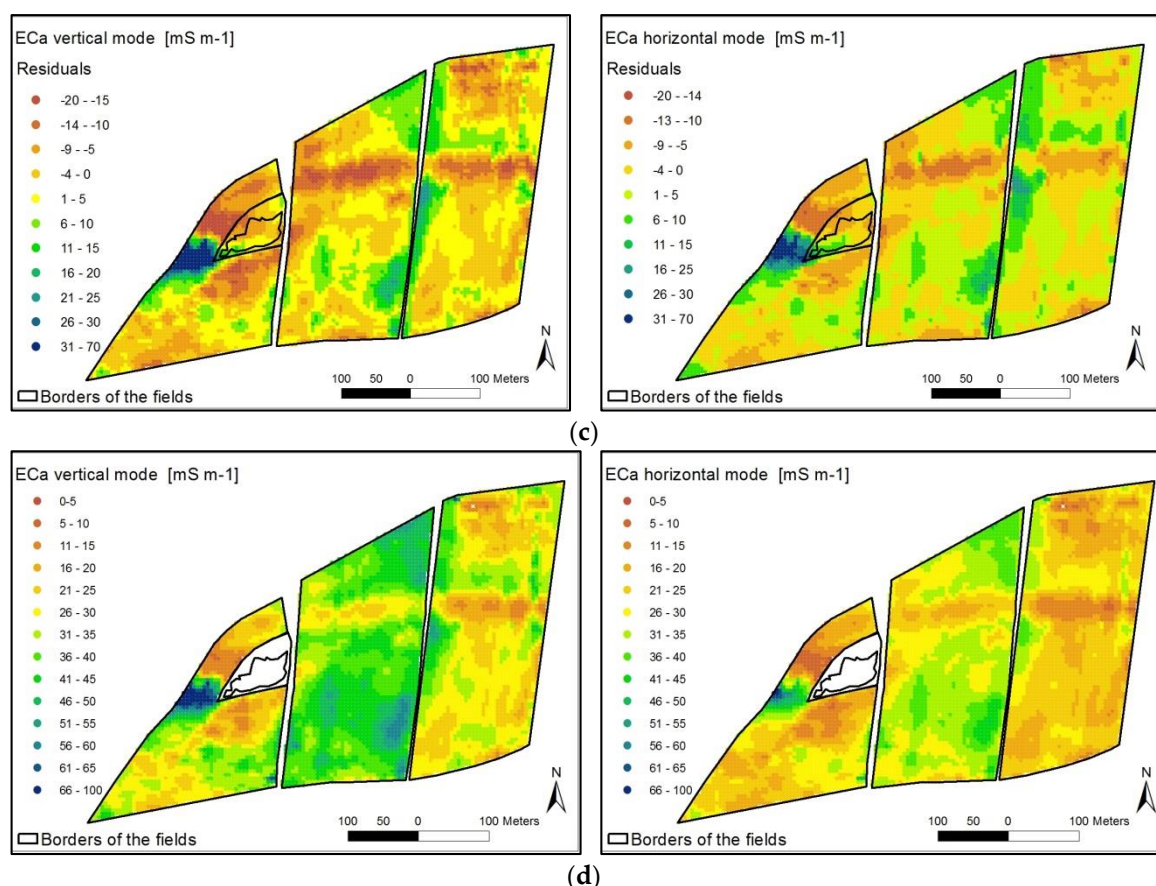 ECa vertical mode [mS m-1]
Residuals
-20 - -15
-14 - -10
-9 - -5
-4 - 0
1 - 5
6 - 10
11 - 15
16 - 20
21 - 25
26 - 30
31 - 70
Borders of the fields
100 50 0 100 Meters
N
ECa horizontal mode [mS m-1]
Residuals
-20 - -14
-13 - -10
-9 - -5
-4 - 0
1 - 5
6 - 10
11 - 15
16 - 25
26 - 30
31 - 70
Borders of the fields
100 50 0 100 Meters
N
(c)
ECa vertical mode [mS m-1]
0-5
5 - 10
11 - 15
16 - 20
21 - 25
26 - 30
31 - 35
36 - 40
41 - 45
46 - 50
51 - 55
56 - 60
61 - 65
66 - 100
Borders of the fields
100 50 0 100 Meters
N
ECa horizontal mode [mS m-1]
0-5
5 - 10
11 - 15
16 - 20
21 - 25
26 - 30
31 - 35
36 - 40
41 - 45
46 - 50
51 - 55
56 - 60
61 - 65
66 - 100
Borders of the fields
100 50 0 100 Meters
N
(d)